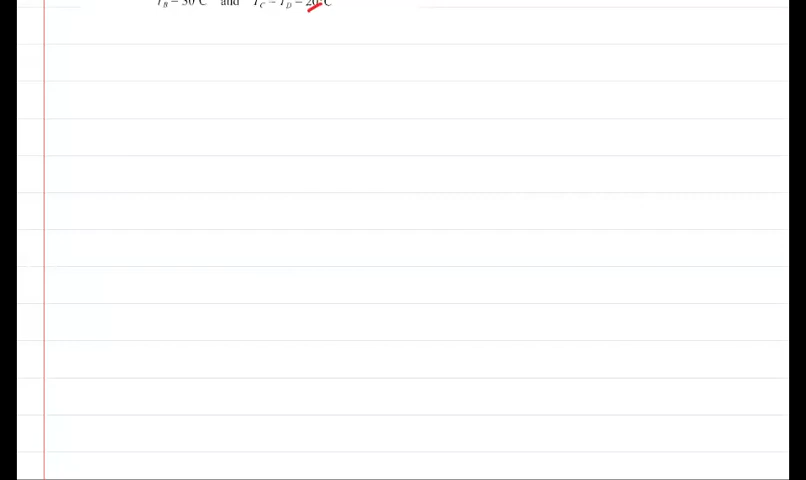 T_B = 30°C and T_C = T_D = 20°C